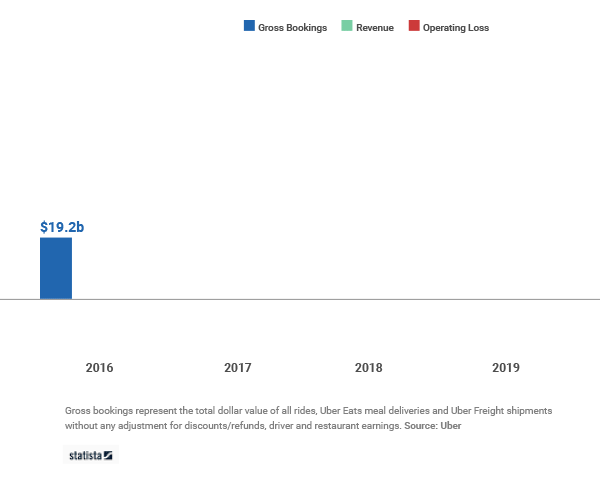 Gross Bookings Revenue Operating Loss
$19.2b
2016 2017 2018 2019
Gross bookings represent the total dollar value of all rides, Uber Eats meal deliveries and Uber Freight shipments
without any adjustment for discounts/refunds, driver and restaurant earnings. Source: Uber
statista